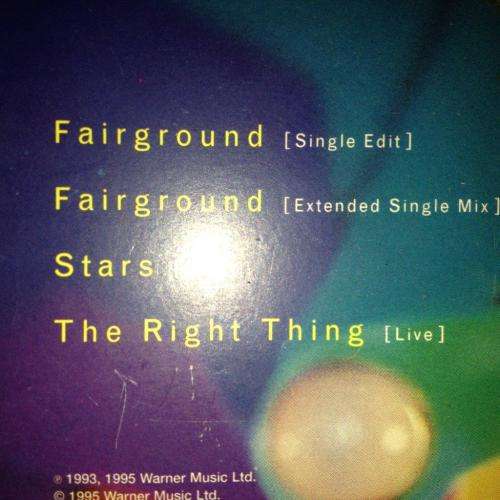 Fairground [Single Edit]
Fairground [Extended Single Mix]
Stars
The Right Thing [Live]
℗ 1993, 1995 Warner Music Ltd.
© 1995 Warner Music Ltd.